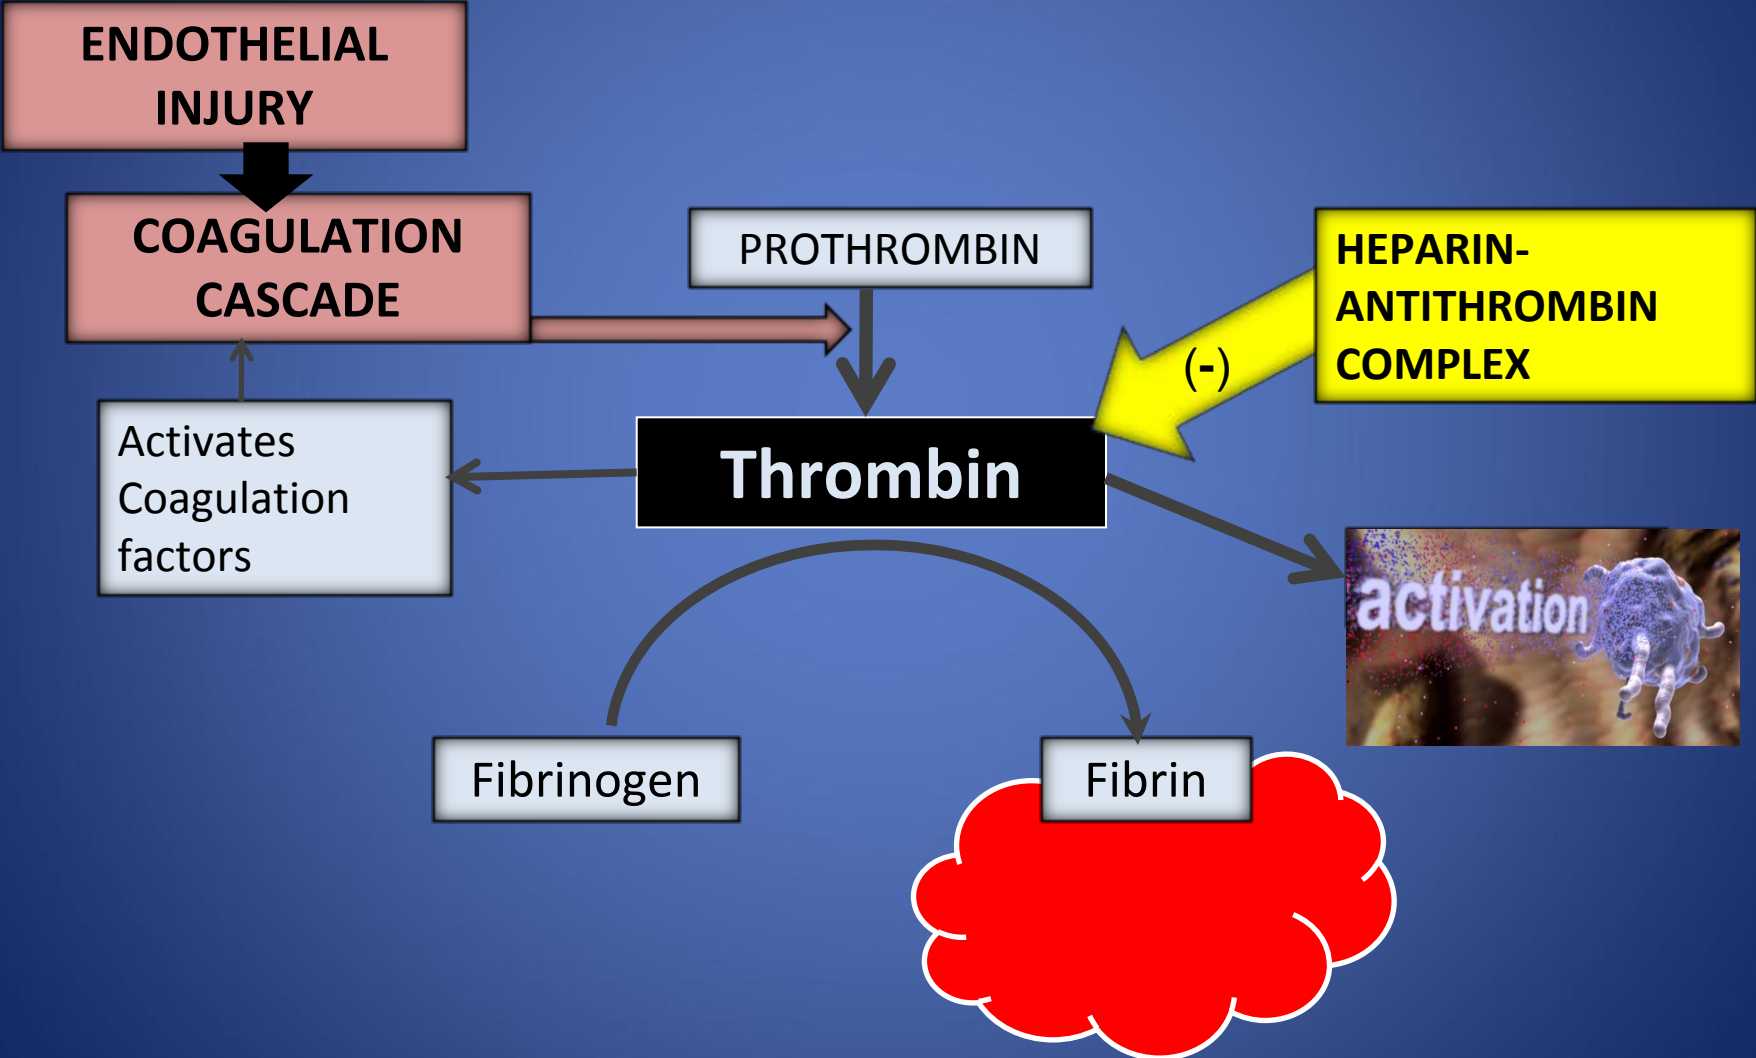 ENDOTHELIAL
INJURY
COAGULATION
CASCADE
PROTHROMBIN
HEPARIN-
ANTITHROMBIN
COMPLEX
(-)
Activates
Coagulation
factors
Thrombin
activation
Fibrinogen
Fibrin